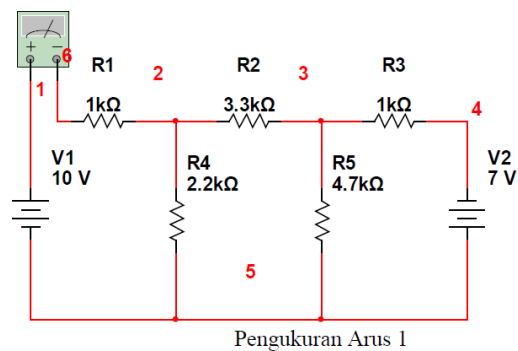 + − 6
1
R1 2 R2 3 R3
1kΩ 3.3kΩ 1kΩ 4
V1 R4 R5 V2
10 V 2.2kΩ 4.7kΩ 7 V
5
Pengukuran Arus 1